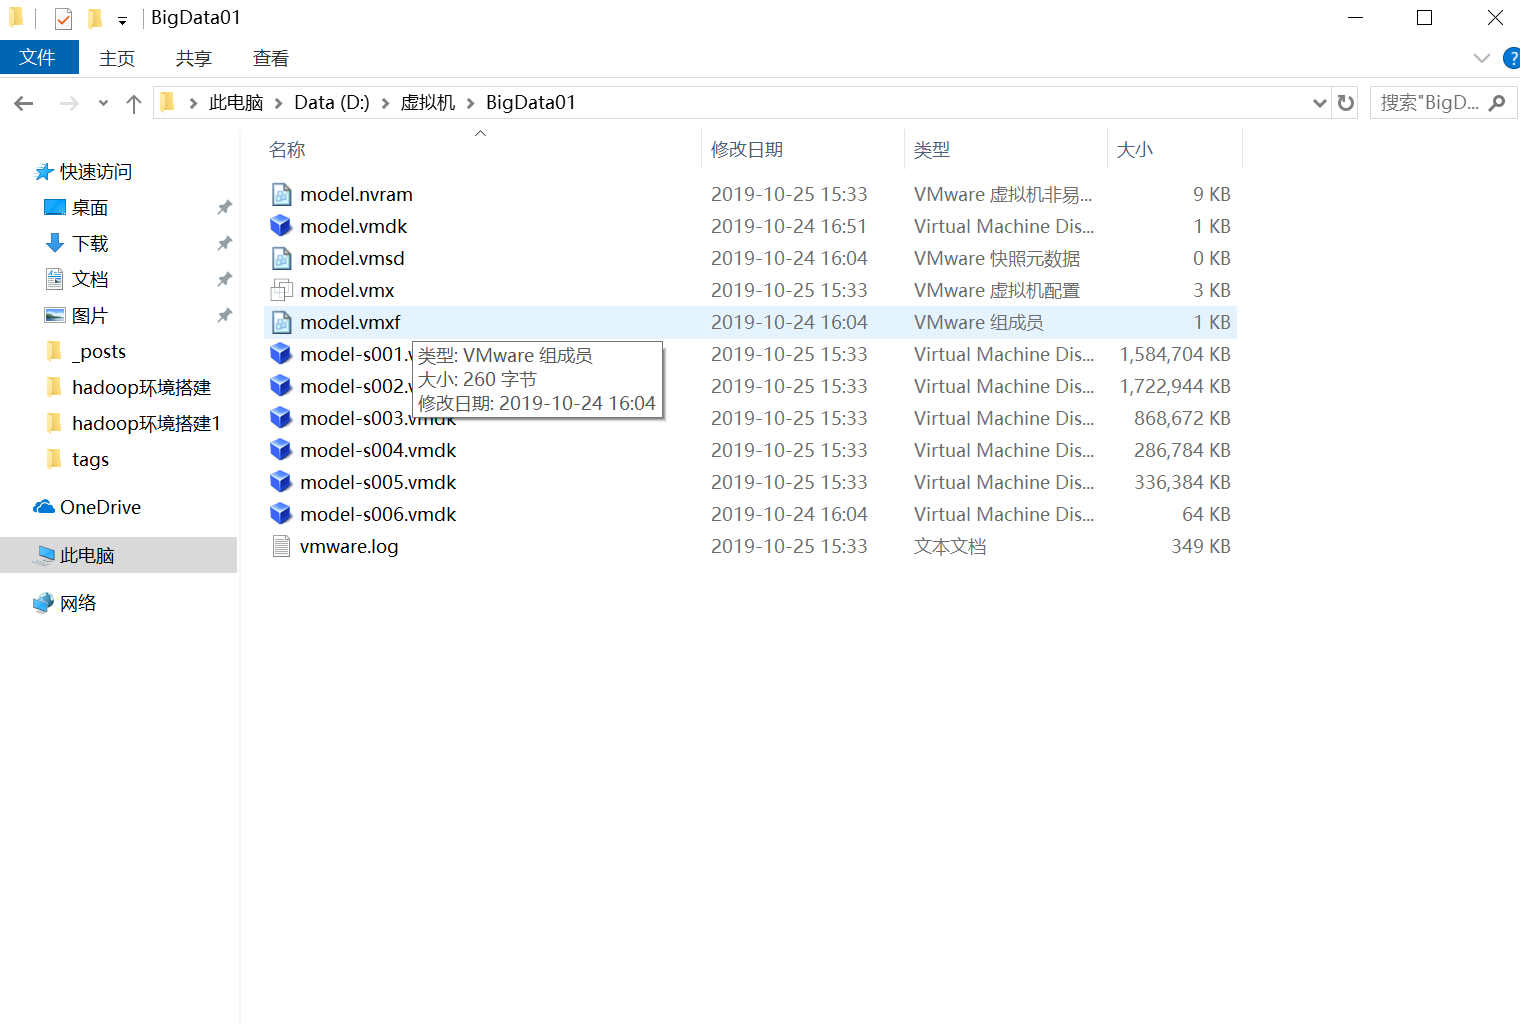 BigData01
文件 主页 共享 查看
此电脑 Data (D:) 虚拟机 BigData01 搜索"BigD...
名称 修改日期 类型 大小
快速访问
桌面
下载
文档
图片
_posts
hadoop环境搭建
hadoop环境搭建1
tags
OneDrive
此电脑
网络
model.nvram 2019-10-25 15:33 VMware 虚拟机非易... 9 KB
model.vmdk 2019-10-24 16:51 Virtual Machine Dis... 1 KB
model.vmsd 2019-10-24 16:04 VMware 快照元数据 0 KB
model.vmx 2019-10-25 15:33 VMware 虚拟机配置 3 KB
model.vmxf 2019-10-24 16:04 VMware 组成员 1 KB
model-s001.v 2019-10-25 15:33 Virtual Machine Dis... 1,584,704 KB
model-s002.v 2019-10-25 15:33 Virtual Machine Dis... 1,722,944 KB
model-s003.vmdk 2019-10-25 15:33 Virtual Machine Dis... 868,672 KB
model-s004.vmdk 2019-10-25 15:33 Virtual Machine Dis... 286,784 KB
model-s005.vmdk 2019-10-25 15:33 Virtual Machine Dis... 336,384 KB
model-s006.vmdk 2019-10-24 16:04 Virtual Machine Dis... 64 KB
vmware.log 2019-10-25 15:33 文本文档 349 KB
类型: VMware 组成员
大小: 260 字节
修改日期: 2019-10-24 16:04